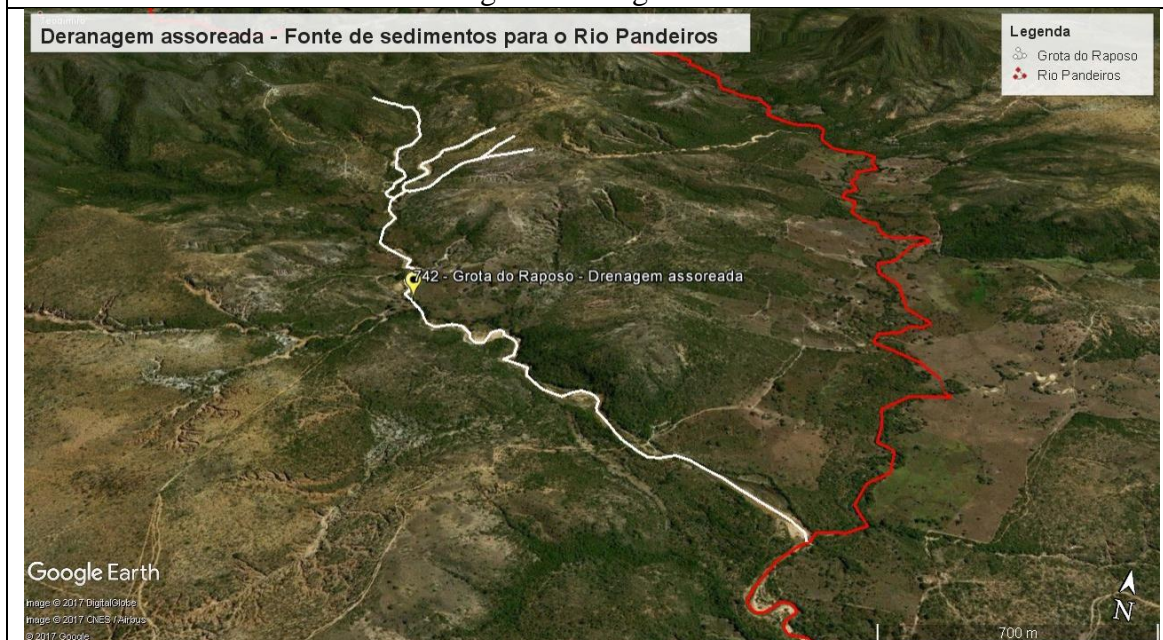 Deranagem assoreada - Fonte de sedimentos para o Rio Pandeiros
Legenda
Grota do Raposo
Rio Pandeiros
742 - Grota do Raposo - Drenagem assoreada
Google Earth
Image © 2017 DigitalGlobe
Image © 2017 CNES / Airbus
© 2017 Google
N
700 m